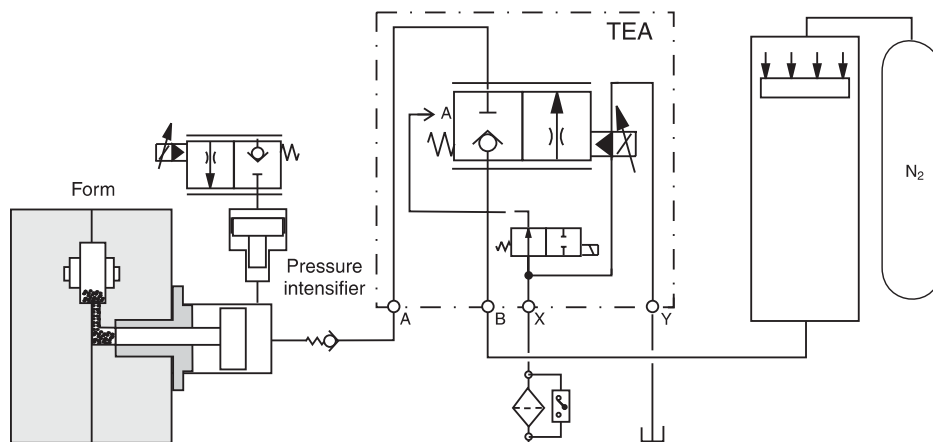 TEA
A
Form
N₂
Pressure
intensifier
A
B
X
Y